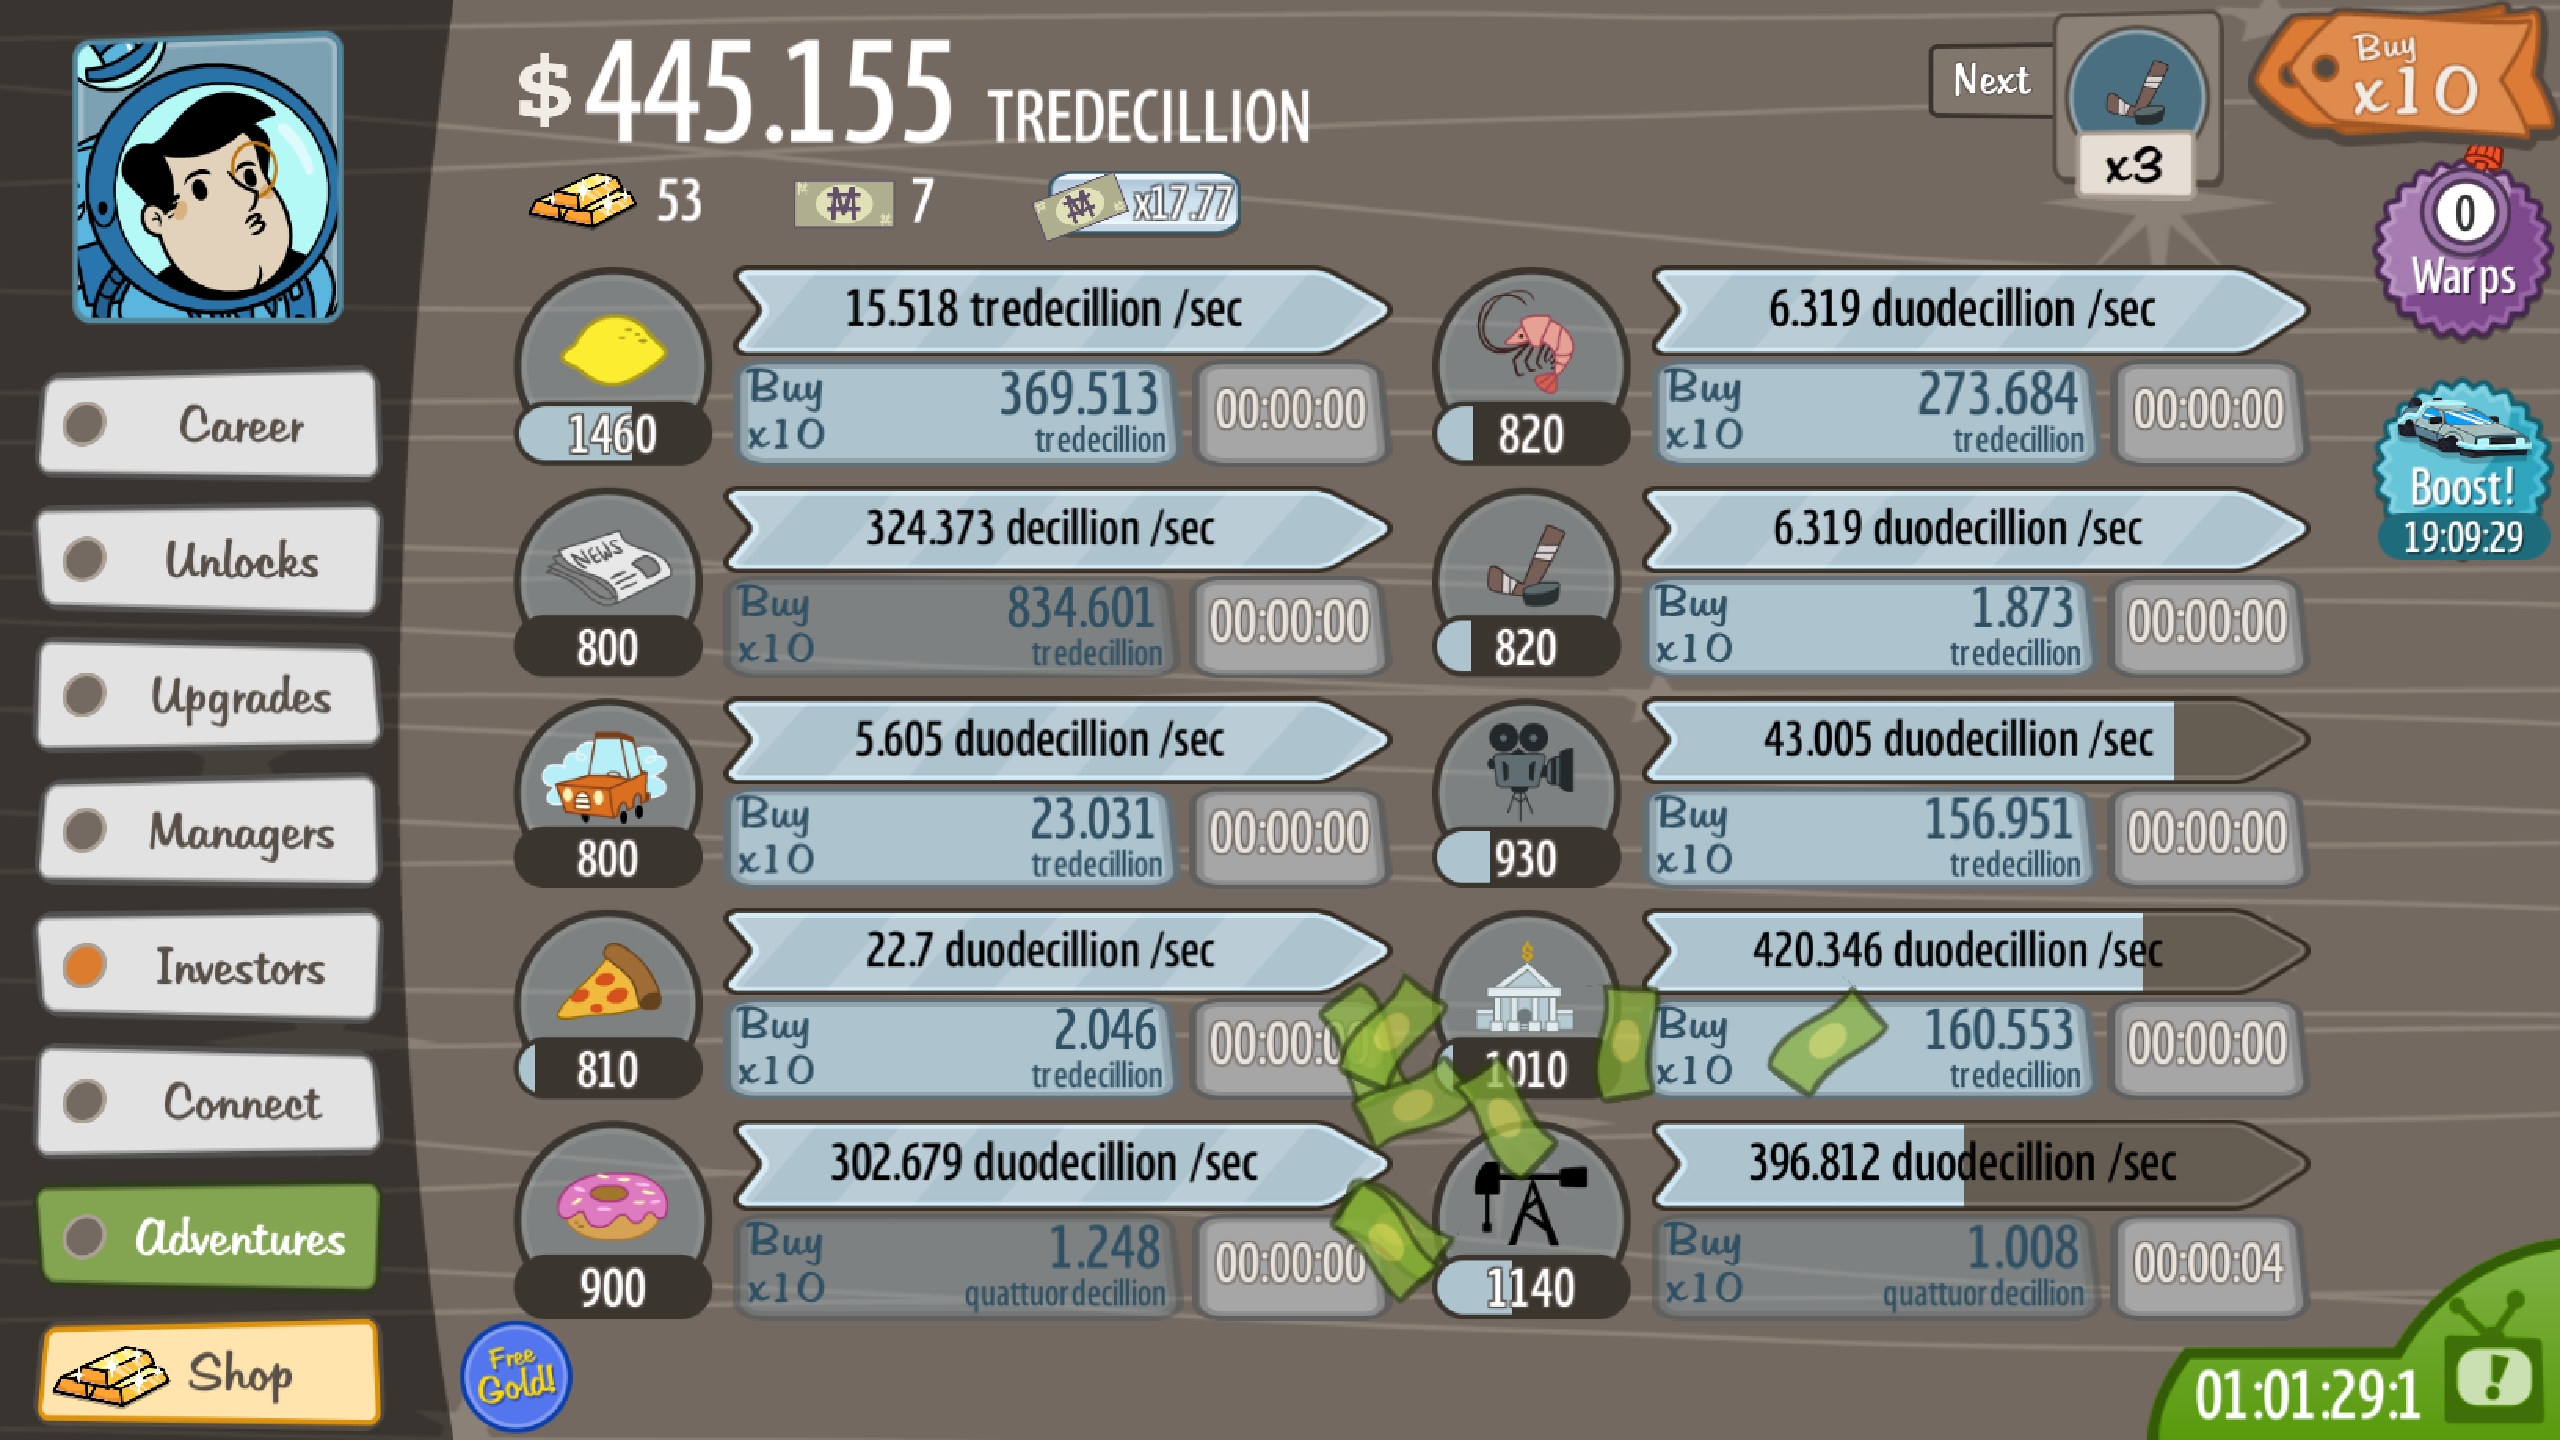 $445.155 TREDECILLION
53
7
x17.77
Next
x3
Buy
x10
0
Warps
Boost!
19:09:29
Career
Unlocks
Upgrades
Managers
Investors
Connect
Adventures
Shop
15.518 tredecillion /sec
1460
Buy x10
369.513
tredecillion
00:00:00
NEWS
324.373 decillion /sec
800
Buy x10
834.601
tredecillion
00:00:00
5.605 duodecillion /sec
800
Buy x10
23.031
tredecillion
00:00:00
22.7 duodecillion /sec
810
Buy x10
2.046
tredecillion
00:00:00
302.679 duodecillion /sec
900
Buy x10
1.248
quattuordecillion
00:00:00
6.319 duodecillion /sec
820
Buy x10
273.684
tredecillion
00:00:00
6.319 duodecillion /sec
820
Buy x10
1.873
tredecillion
00:00:00
43.005 duodecillion /sec
930
Buy x10
156.951
tredecillion
00:00:00
$
420.346 duodecillion /sec
1010
Buy x10
160.553
tredecillion
00:00:00
396.812 duodecillion /sec
1140
Buy x10
1.008
quattuordecillion
00:00:04
Free
Gold!
01:01:29:1
!